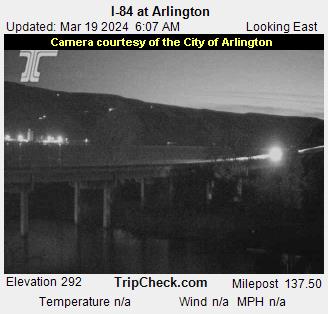 I-84 at Arlington
Updated: Mar 19 2024 6:07 AM Looking East
Camera courtesy of the City of Arlington
Elevation 292 TripCheck.com Milepost 137.50
Temperature n/a Wind n/a MPH n/a